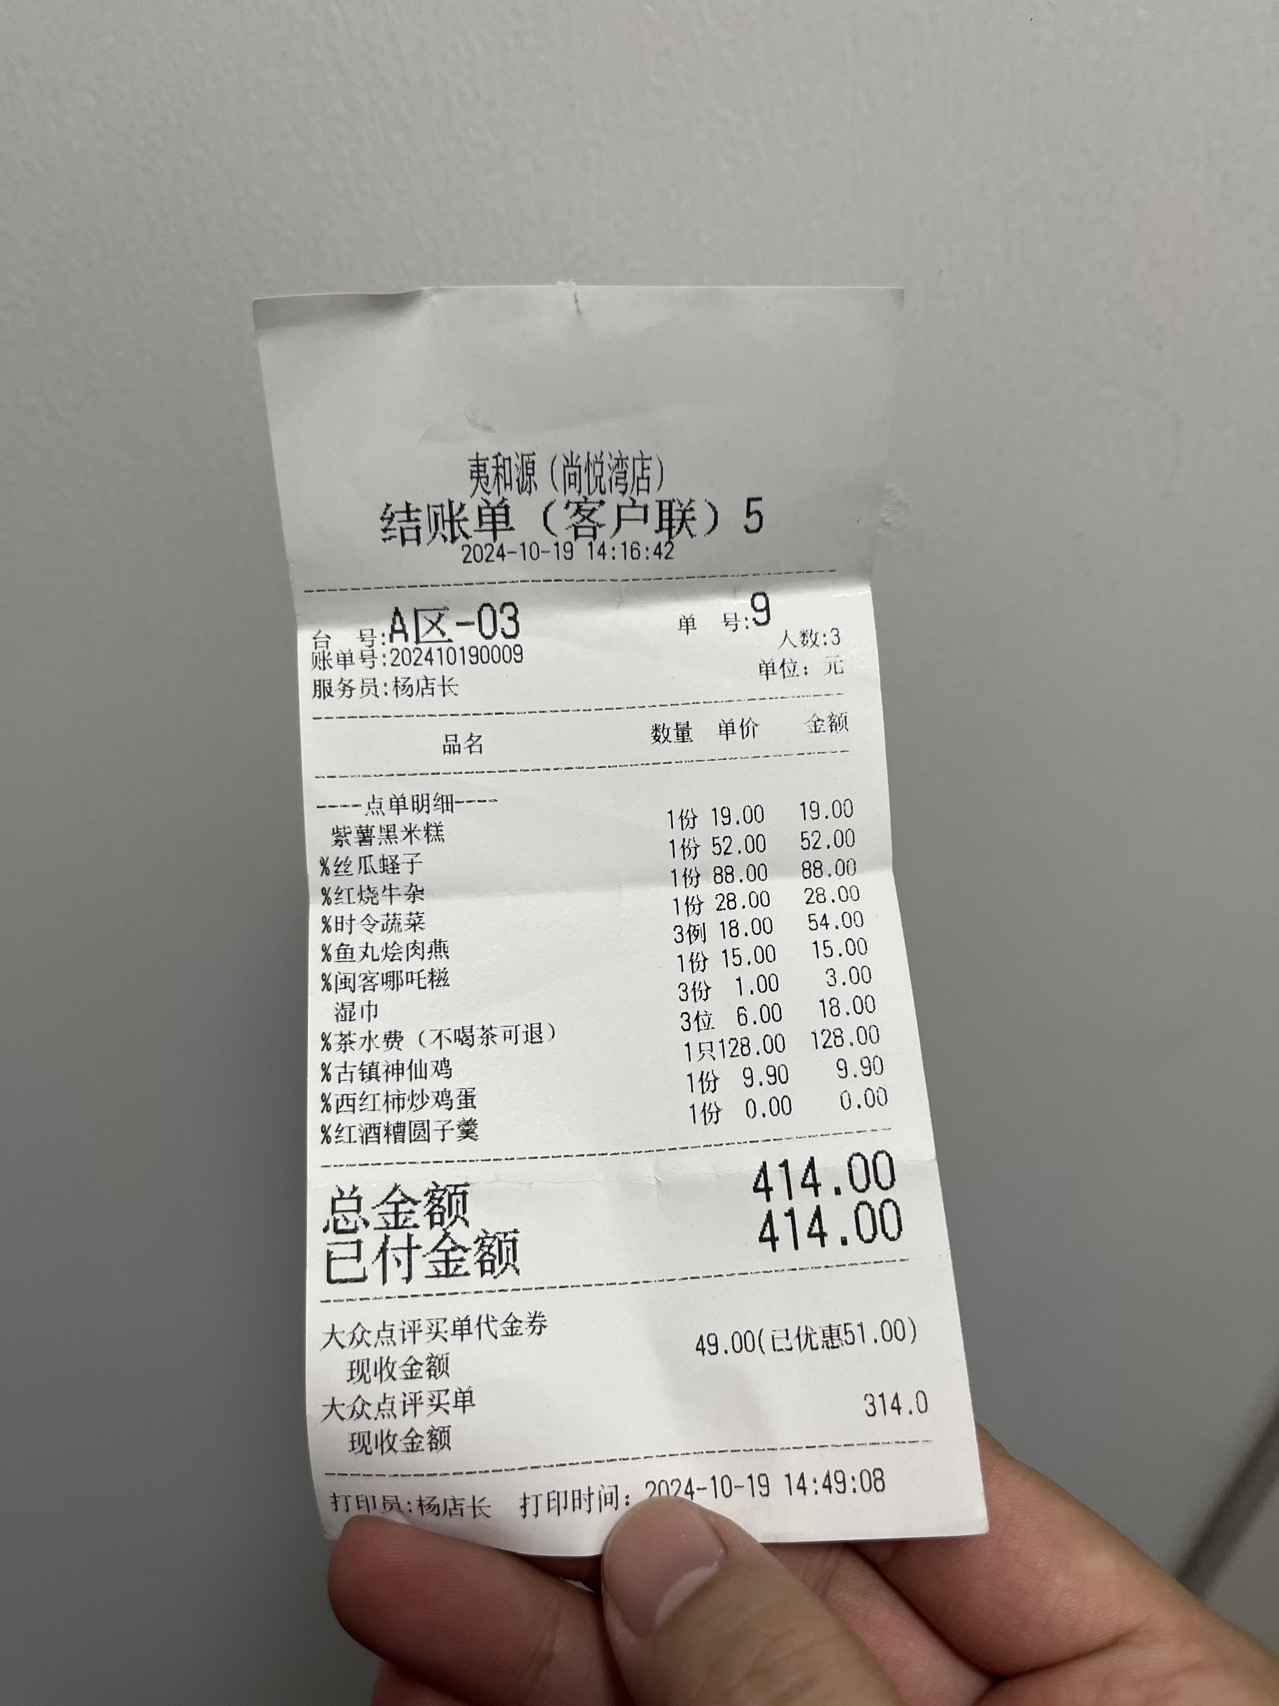 夷和源（尚悦湾店）
结账单（客户联）5
2024-10-19 14:16:42
台 号:A区-03 单 号:9
账单号:202410190009 人数:3
服务员:杨店长 单位：元
品名 数量 单价 金额
----点单明细----
紫薯黑米糕 1份 19.00 19.00
%丝瓜蛏子 1份 52.00 52.00
%红烧牛杂 1份 88.00 88.00
%时令蔬菜 1份 28.00 28.00
%鱼丸烩肉燕 3例 18.00 54.00
%闽客哪吒糍 1份 15.00 15.00
湿巾 3份 1.00 3.00
%茶水费（不喝茶可退） 3位 6.00 18.00
%古镇神仙鸡 1只128.00 128.00
%西红柿炒鸡蛋 1份 9.90 9.90
%红酒糟圆子羹 1份 0.00 0.00
总金额 414.00
已付金额 414.00
大众点评买单代金券
现收金额 49.00(已优惠51.00)
大众点评买单
现收金额 314.0
打印员:杨店长 打印时间：2024-10-19 14:49:08